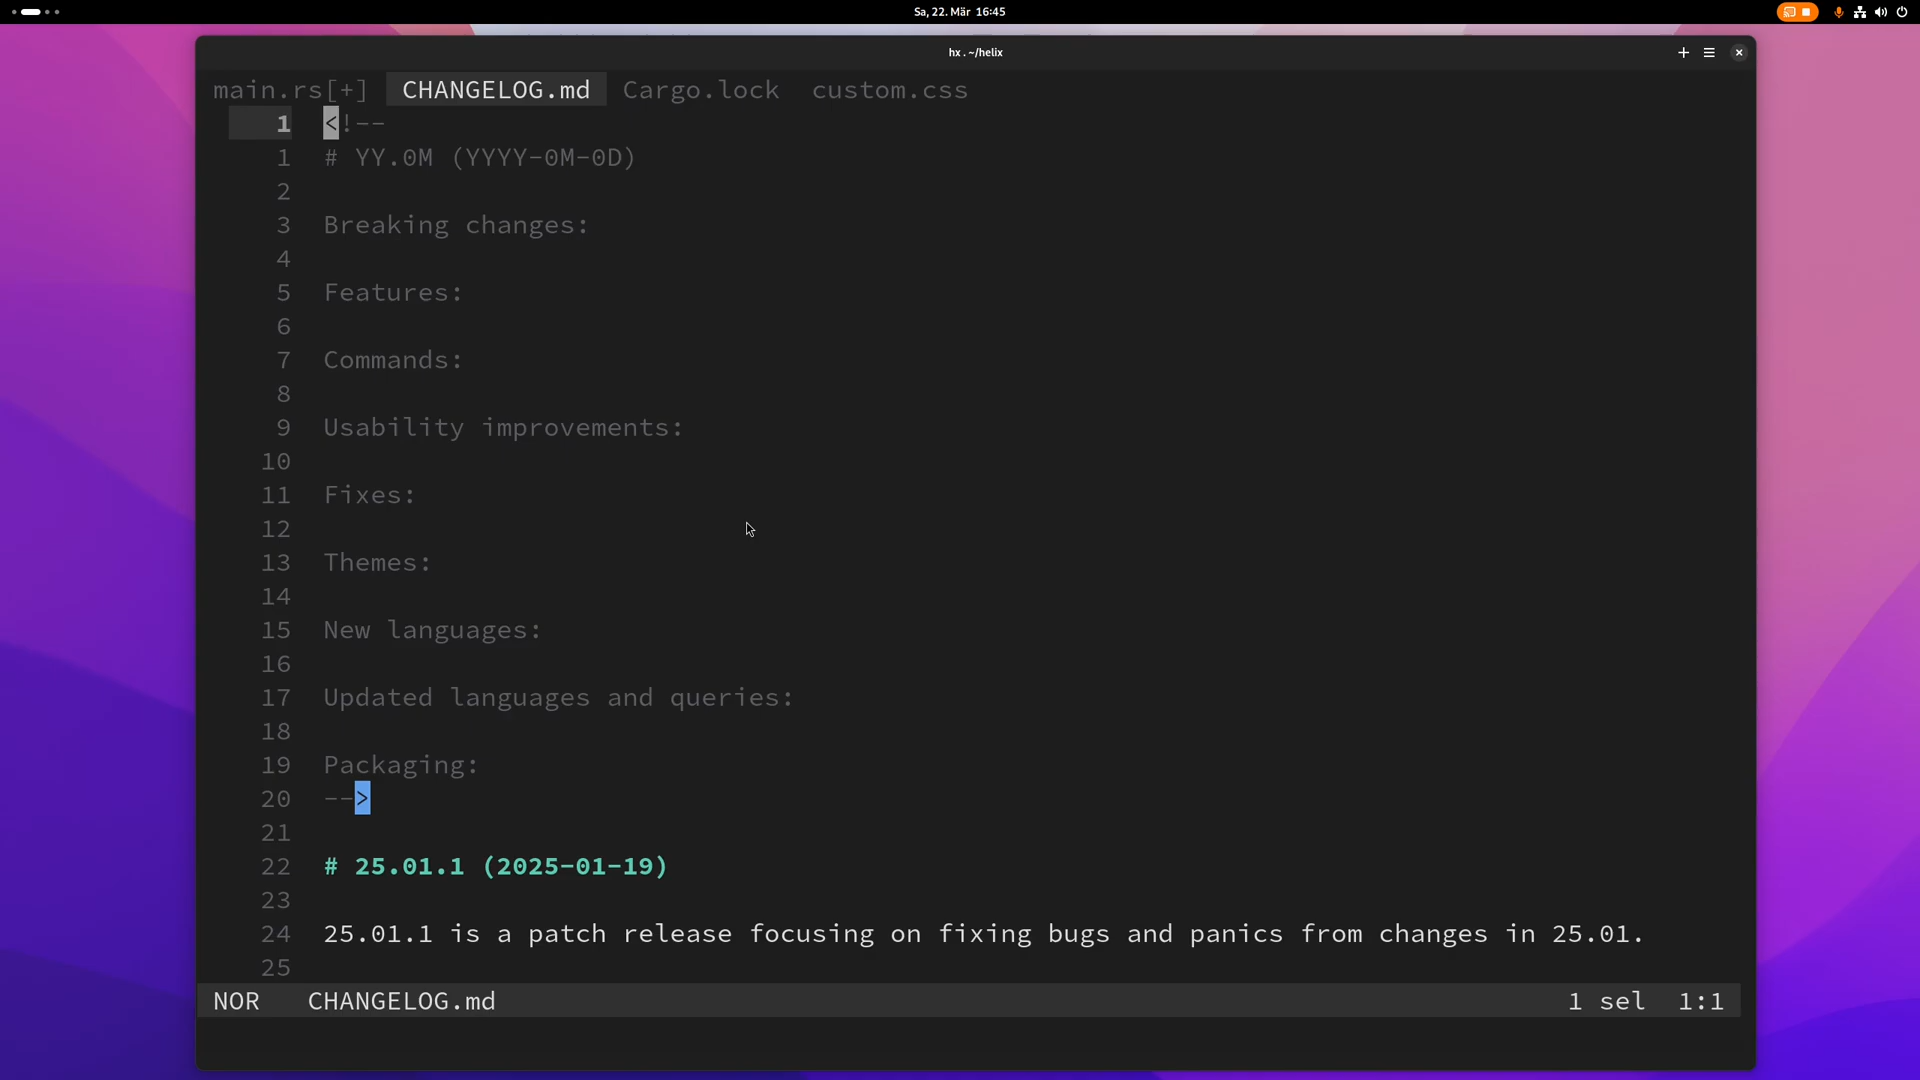 Sa, 22. Mär 16:45
hx . ~/helix
main.rs[+] CHANGELOG.md Cargo.lock custom.css
1 <!--
1 # YY.0M (YYYY-0M-0D)
2
3 Breaking changes:
4
5 Features:
6
7 Commands:
8
9 Usability improvements:
10
11 Fixes:
12
13 Themes:
14
15 New languages:
16
17 Updated languages and queries:
18
19 Packaging:
20 -->
21
22 # 25.01.1 (2025-01-19)
23
24 25.01.1 is a patch release focusing on fixing bugs and panics from changes in 25.01.
25
NOR CHANGELOG.md 1 sel 1:1